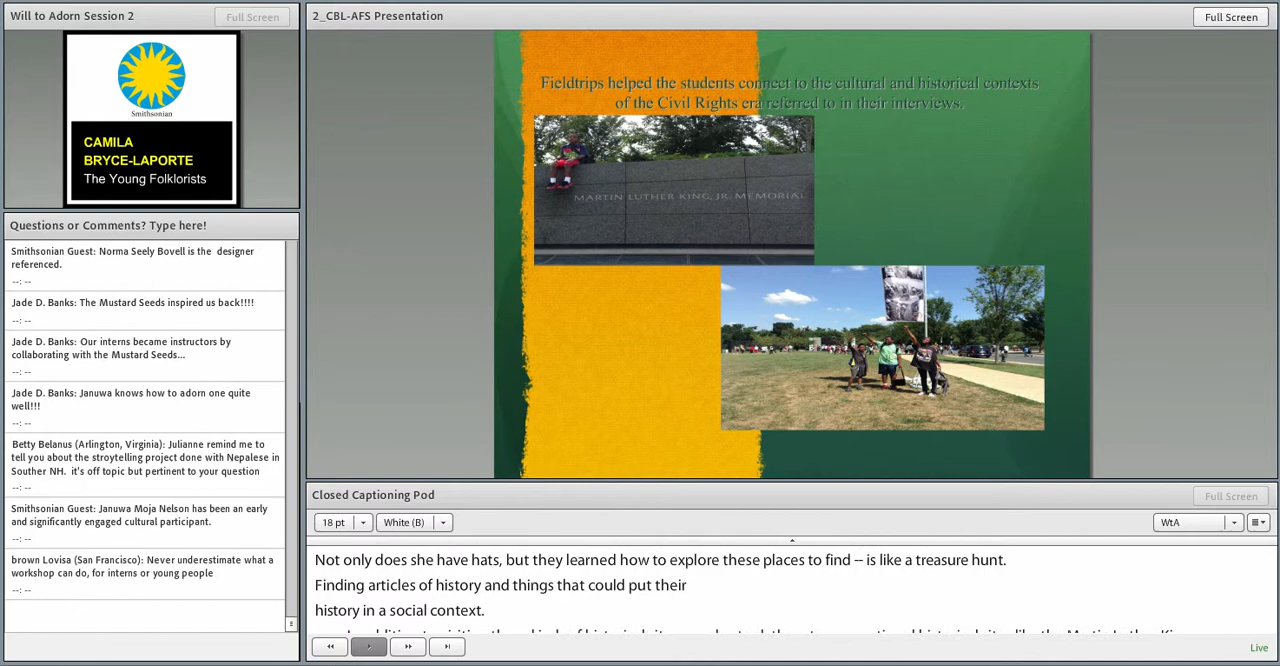 Will to Adorn Session 2
Full Screen
Smithsonian
CAMILA
BRYCE-LAPORTE
The Young Folklorists
Questions or Comments? Type here!
Smithsonian Guest: Norma Seely Bovell is the designer
referenced.
--: --
Jade D. Banks: The Mustard Seeds inspired us back!!!!
--: --
Jade D. Banks: Our interns became instructors by
collaborating with the Mustard Seeds...
--: --
Jade D. Banks: Januwa knows how to adorn one quite
well!!!
--: --
Betty Belanus (Arlington, Virginia): Julianne remind me to
tell you about the stroytelling project done with Nepalese in
Souther NH. it's off topic but pertinent to your question
--: --
Smithsonian Guest: Januwa Moja Nelson has been an early
and significantly engaged cultural participant.
--: --
brown Lovisa (San Francisco): Never underestimate what a
workshop can do, for interns or young people
--: --
2_CBL-AFS Presentation
Full Screen
Fieldtrips helped the students connect to the cultural and historical contexts
of the Civil Rights era referred to in their interviews.
MARTIN LUTHER KING, JR. MEMORIAL
Closed Captioning Pod
Full Screen
18 pt
White (B)
WtA
Not only does she have hats, but they learned how to explore these places to find -- is like a treasure hunt.
Finding articles of history and things that could put their
history in a social context.
Live